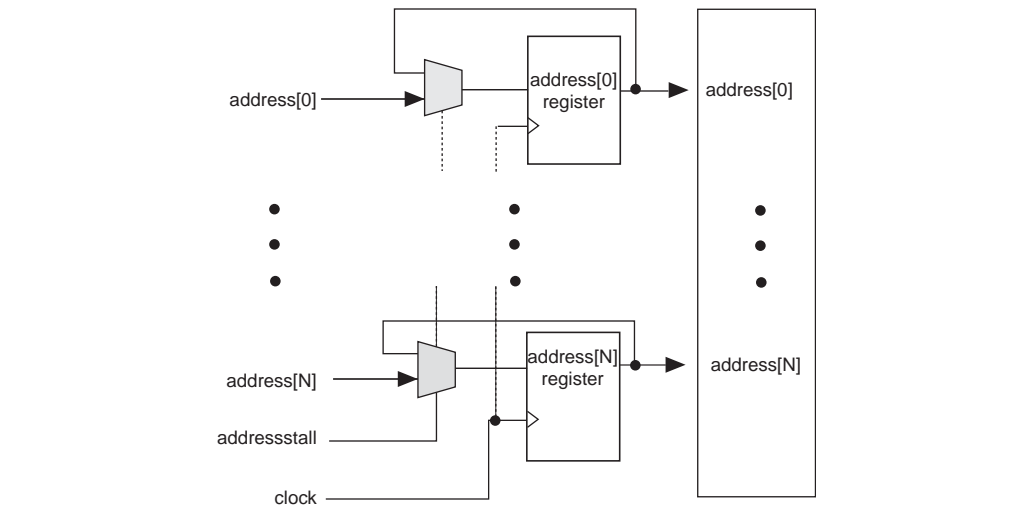 address[0]
address[0]
register
address[0]
address[N]
address[N]
register
address[N]
addressstall
clock